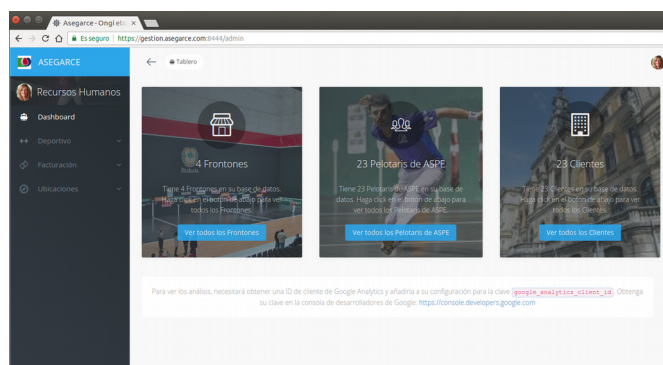 Asegarce - Ongi eto
Es seguro https://gestion.asegarce.com:8444/admin
ASEGARCE
Tablero
Recursos Humanos
Dashboard
Deportivo
Facturación
Ubicaciones
Bizkaia
4 Frontones
Tiene 4 Frontones en su base de datos.
Haga click en el botón de abajo para ver
todos los Frontones.
Ver todos los Frontones
23 Pelotaris de ASPE
Tiene 23 Pelotaris de ASPE en su base de
datos. Haga click en el botón de abajo para
ver todos los Pelotaris de ASPE.
Ver todos los Pelotaris de ASPE
23 Clientes
Tiene 23 Clientes en su base de datos.
Haga click en el botón de abajo para ver
todos los Clientes.
Ver todos los Clientes
Para ver los análisis, necesitará obtener una ID de cliente de Google Analytics y añadirla a su configuración para la clave google_analytics_client_id. Obtenga
su clave en la consola de desarrolladores de Google: https://console.developers.google.com